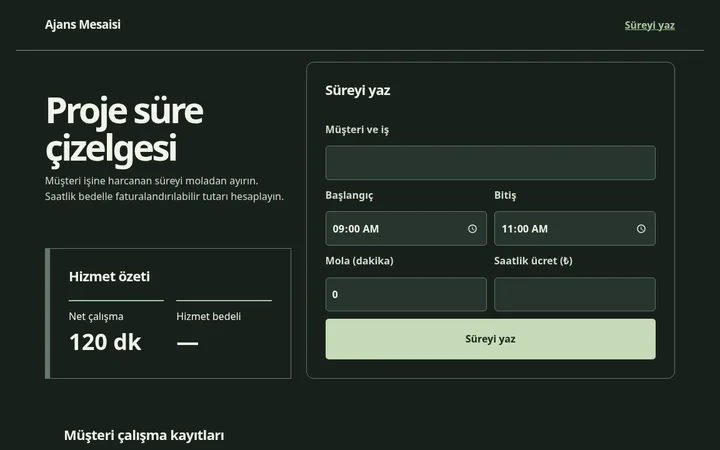 Ajans Mesaisi
Süreyi yaz
Proje süre
çizelgesi
Müşteri işine harcanan süreyi moladan ayırın.
Saatlik bedelle faturalandırılabilir tutarı hesaplayın.
Hizmet özeti
Net çalışma
Hizmet bedeli
120 dk
—
Süreyi yaz
Müşteri ve iş
Başlangıç
Bitiş
09:00 AM
11:00 AM
Mola (dakika)
Saatlik ücret (₺)
0
Süreyi yaz
Müşteri çalışma kayıtları